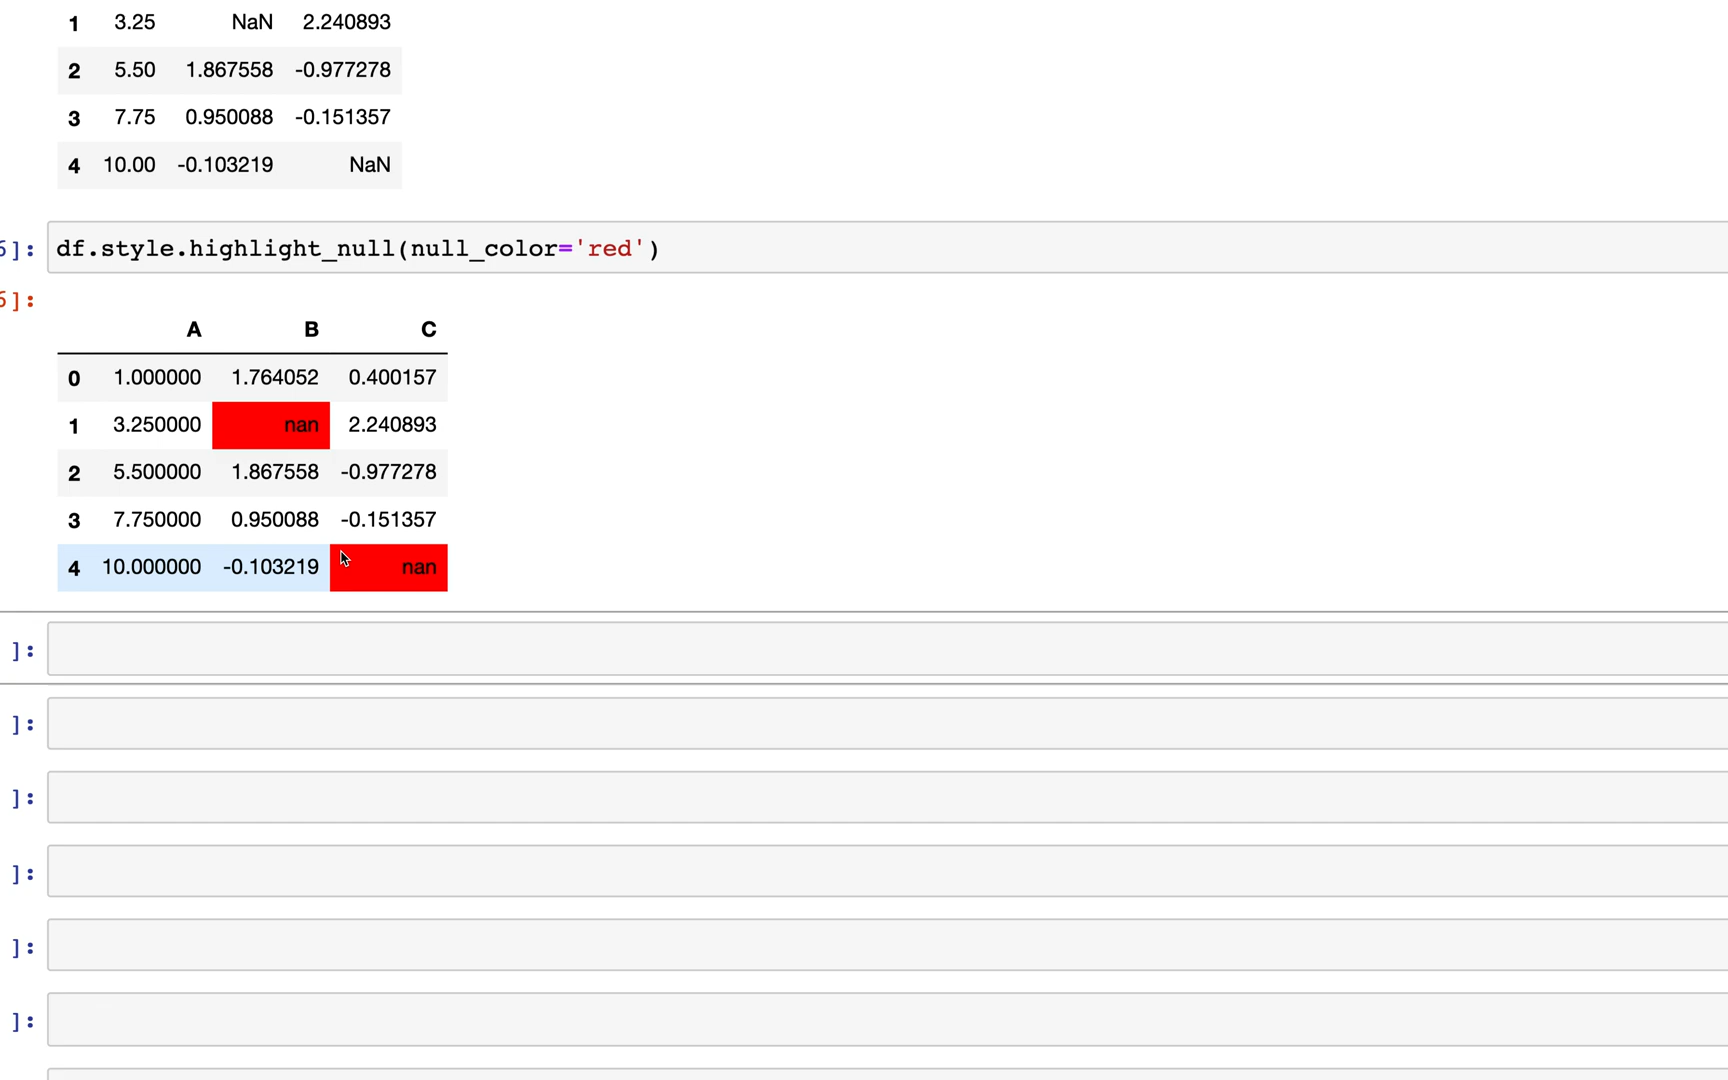 1 3.25 NaN 2.240893
2 5.50 1.867558 -0.977278
3 7.75 0.950088 -0.151357
4 10.00 -0.103219 NaN
6]: df.style.highlight_null(null_color='red')
6]:
A B C
0 1.000000 1.764052 0.400157
1 3.250000 nan 2.240893
2 5.500000 1.867558 -0.977278
3 7.750000 0.950088 -0.151357
4 10.000000 -0.103219 nan
]:
]:
]:
]:
]:
]: